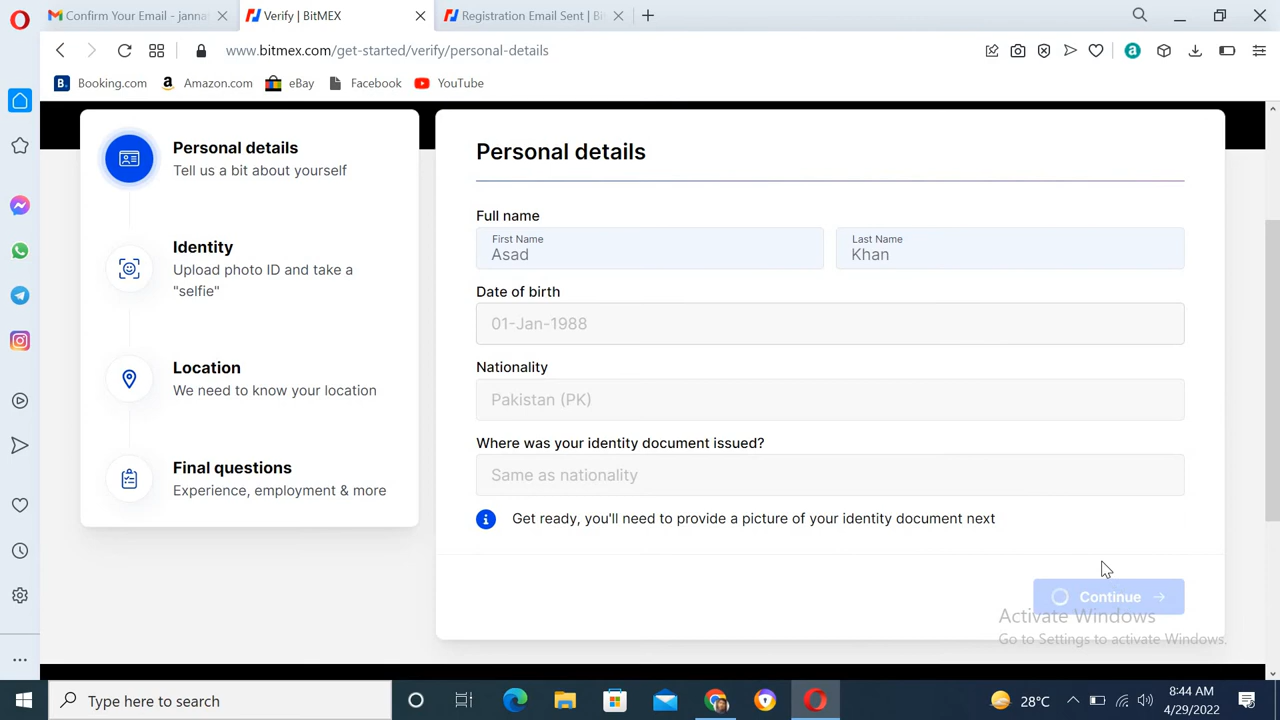 Confirm Your Email - janna
Verify | BitMEX
Registration Email Sent | Bit
www.bitmex.com/get-started/verify/personal-details
B.
Booking.com
Amazon.com
eBay
Facebook
YouTube
Personal details
Tell us a bit about yourself
Identity
Upload photo ID and take a
"selfie"
Location
We need to know your location
Final questions
Experience, employment & more
Personal details
Full name
First Name
Asad
Last Name
Khan
Date of birth
01-Jan-1988
Nationality
Pakistan (PK)
Where was your identity document issued?
Same as nationality
Get ready, you'll need to provide a picture of your identity document next
Continue
Activate Windows
Go to Settings to activate Windows.
Type here to search
28°C
8:44 AM
4/29/2022